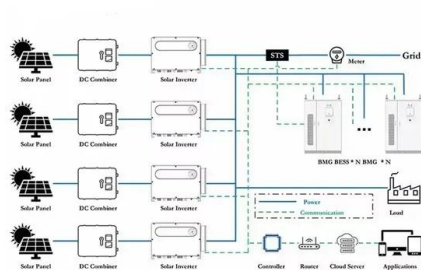 STS
Meter
Grid
Solar Panel
DC Combiner
Solar Inverter
Solar Panel
DC Combiner
Solar Inverter
BMG BESS * N BMG * N
Solar Panel
DC Combiner
Solar Inverter
Power
Communication
Load
Solar Panel
DC Combiner
Solar Inverter
Controller
Router
Cloud Server
Applications